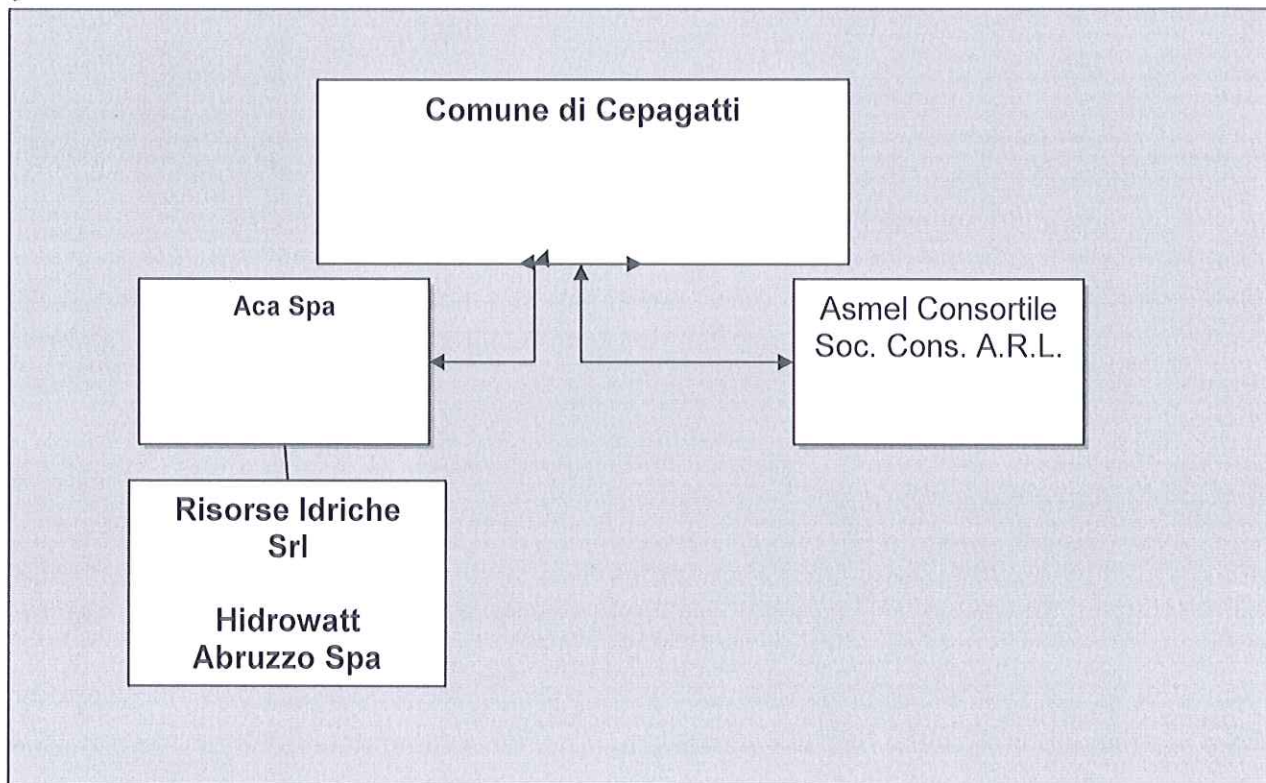 Comune di Cepagatti
Aca Spa
Asmel Consortile
Soc. Cons. A.R.L.
Risorse Idriche
Srl
Hidrowatt
Abruzzo Spa